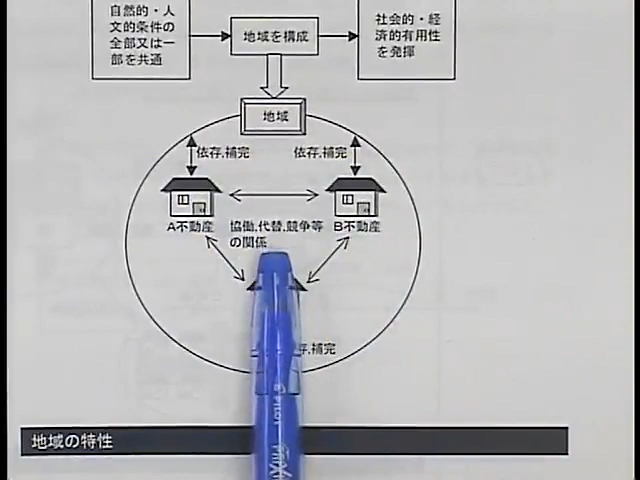 自然的・人
文的条件の
全部又は一
部を共通
地域を構成
社会的・経
済的有用性
を発揮
地域
依存,補完
依存,補完
A不動産
B不動産
協働,代替,競争等
の関係
,補完
PILOT
地域の特性